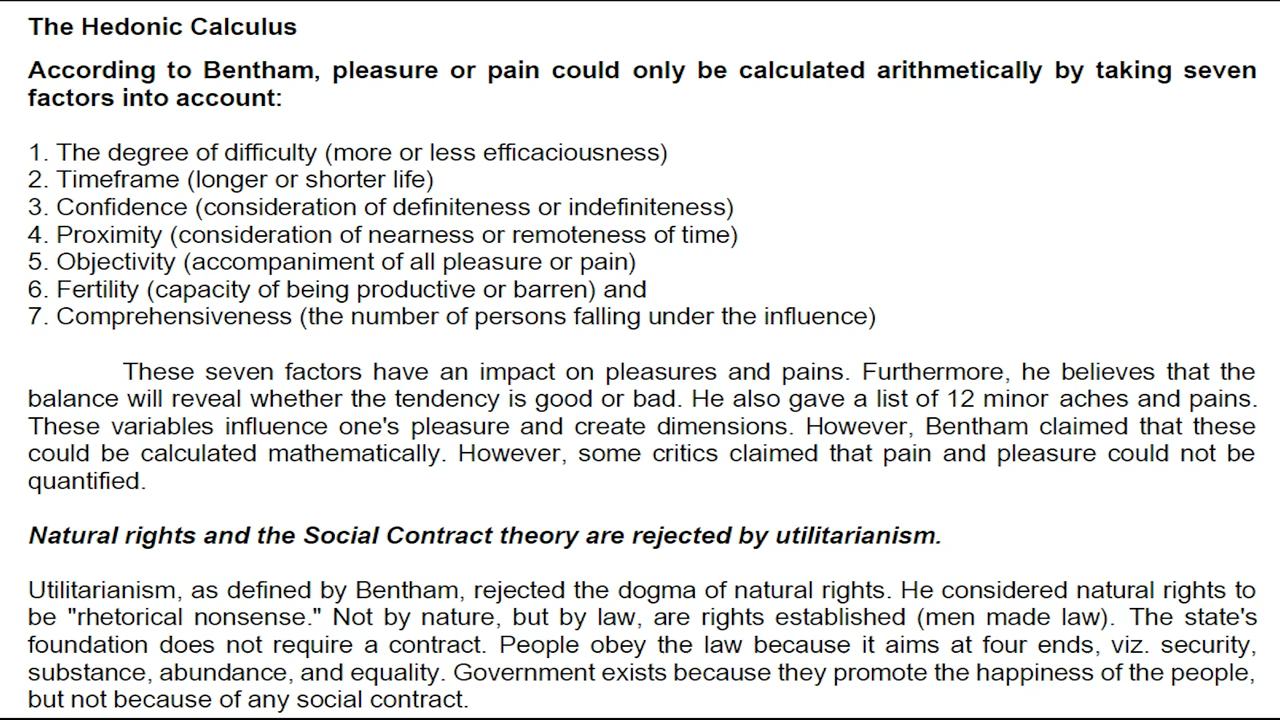 The Hedonic Calculus
According to Bentham, pleasure or pain could only be calculated arithmetically by taking seven
factors into account:
1. The degree of difficulty (more or less efficaciousness)
2. Timeframe (longer or shorter life)
3. Confidence (consideration of definiteness or indefiniteness)
4. Proximity (consideration of nearness or remoteness of time)
5. Objectivity (accompaniment of all pleasure or pain)
6. Fertility (capacity of being productive or barren) and
7. Comprehensiveness (the number of persons falling under the influence)
These seven factors have an impact on pleasures and pains. Furthermore, he believes that the
balance will reveal whether the tendency is good or bad. He also gave a list of 12 minor aches and pains.
These variables influence one's pleasure and create dimensions. However, Bentham claimed that these
could be calculated mathematically. However, some critics claimed that pain and pleasure could not be
quantified.
Natural rights and the Social Contract theory are rejected by utilitarianism.
Utilitarianism, as defined by Bentham, rejected the dogma of natural rights. He considered natural rights to
be "rhetorical nonsense." Not by nature, but by law, are rights established (men made law). The state's
foundation does not require a contract. People obey the law because it aims at four ends, viz. security,
substance, abundance, and equality. Government exists because they promote the happiness of the people,
but not because of any social contract.